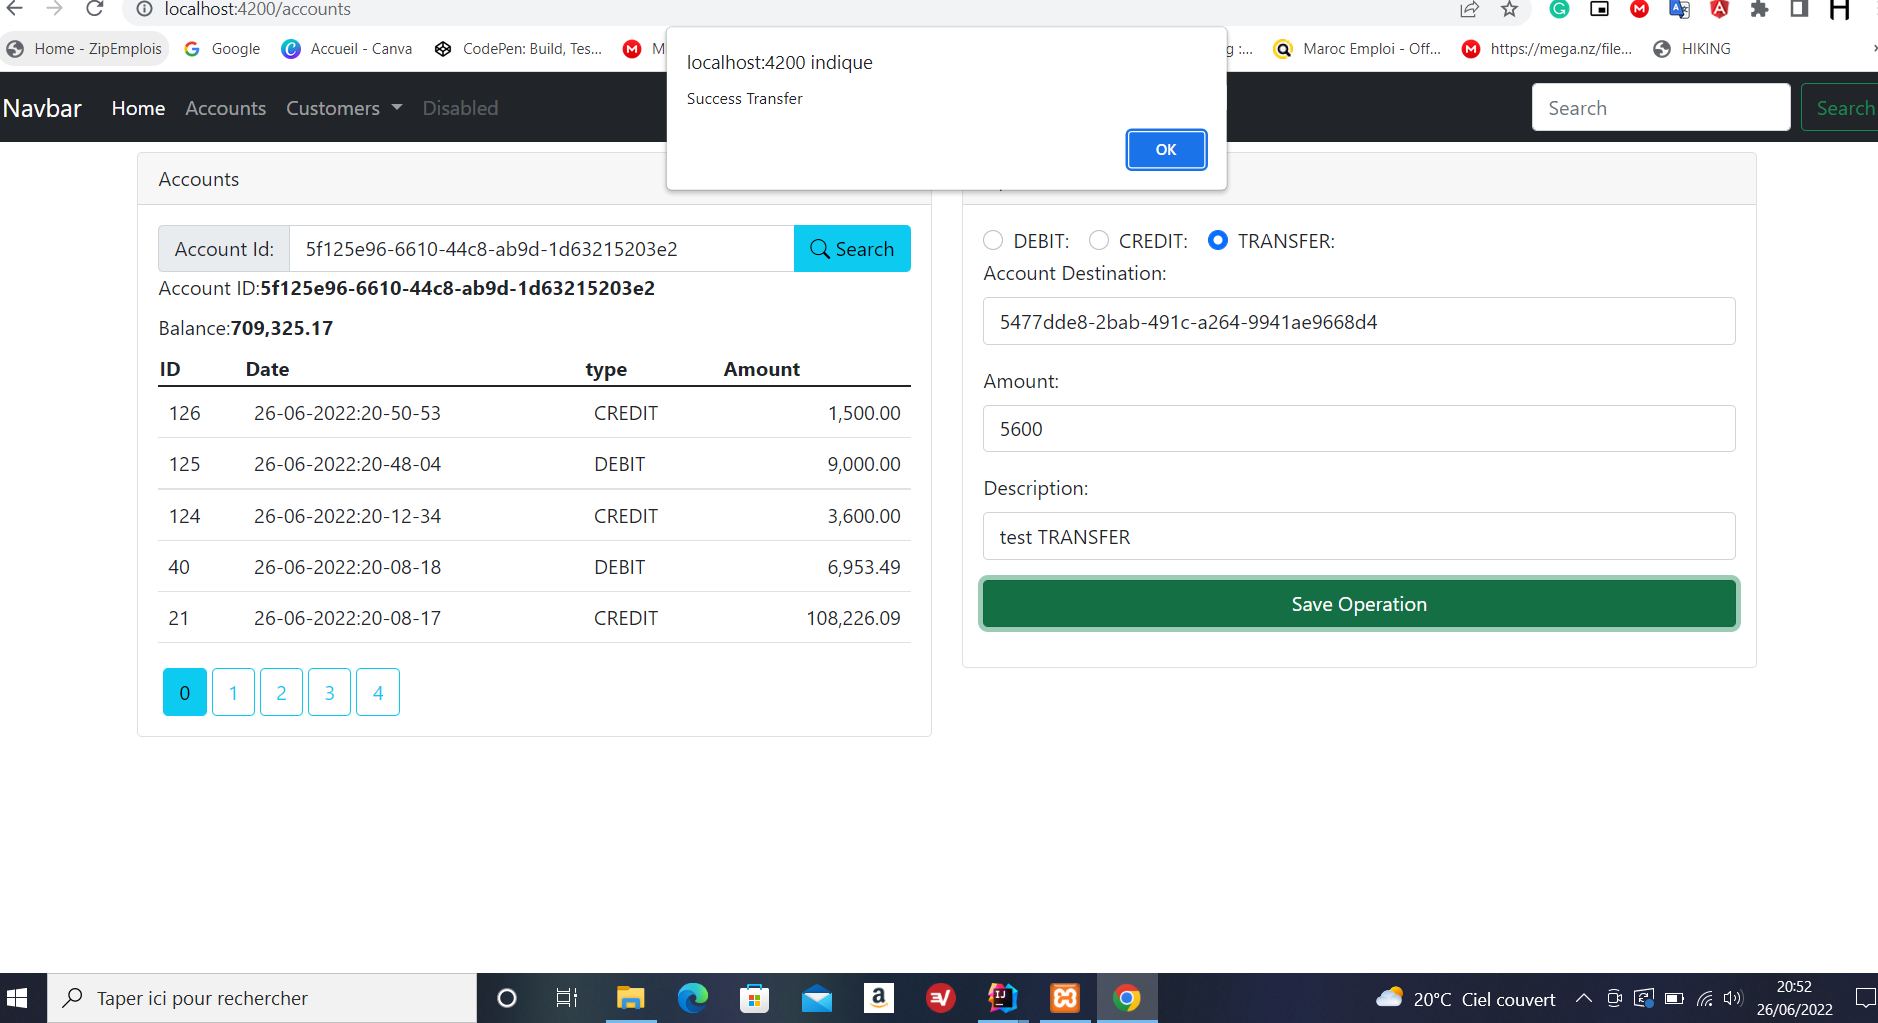 localhost:4200/accounts
Home - ZipEmplois Google Accueil - Canva CodePen: Build, Tes... M g :... Maroc Emploi - Off... https://mega.nz/file... HIKING
localhost:4200 indique
Success Transfer
OK
Navbar Home Accounts Customers Disabled Search Search
Accounts
Account Id: 5f125e96-6610-44c8-ab9d-1d63215203e2 Search
Account ID:5f125e96-6610-44c8-ab9d-1d63215203e2
Balance:709,325.17
ID Date type Amount
126 26-06-2022:20-50-53 CREDIT 1,500.00
125 26-06-2022:20-48-04 DEBIT 9,000.00
124 26-06-2022:20-12-34 CREDIT 3,600.00
40 26-06-2022:20-08-18 DEBIT 6,953.49
21 26-06-2022:20-08-17 CREDIT 108,226.09
0 1 2 3 4
DEBIT: CREDIT: TRANSFER:
Account Destination:
5477dde8-2bab-491c-a264-9941ae9668d4
Amount:
5600
Description:
test TRANSFER
Save Operation
Taper ici pour rechercher
20°C Ciel couvert
20:52
26/06/2022